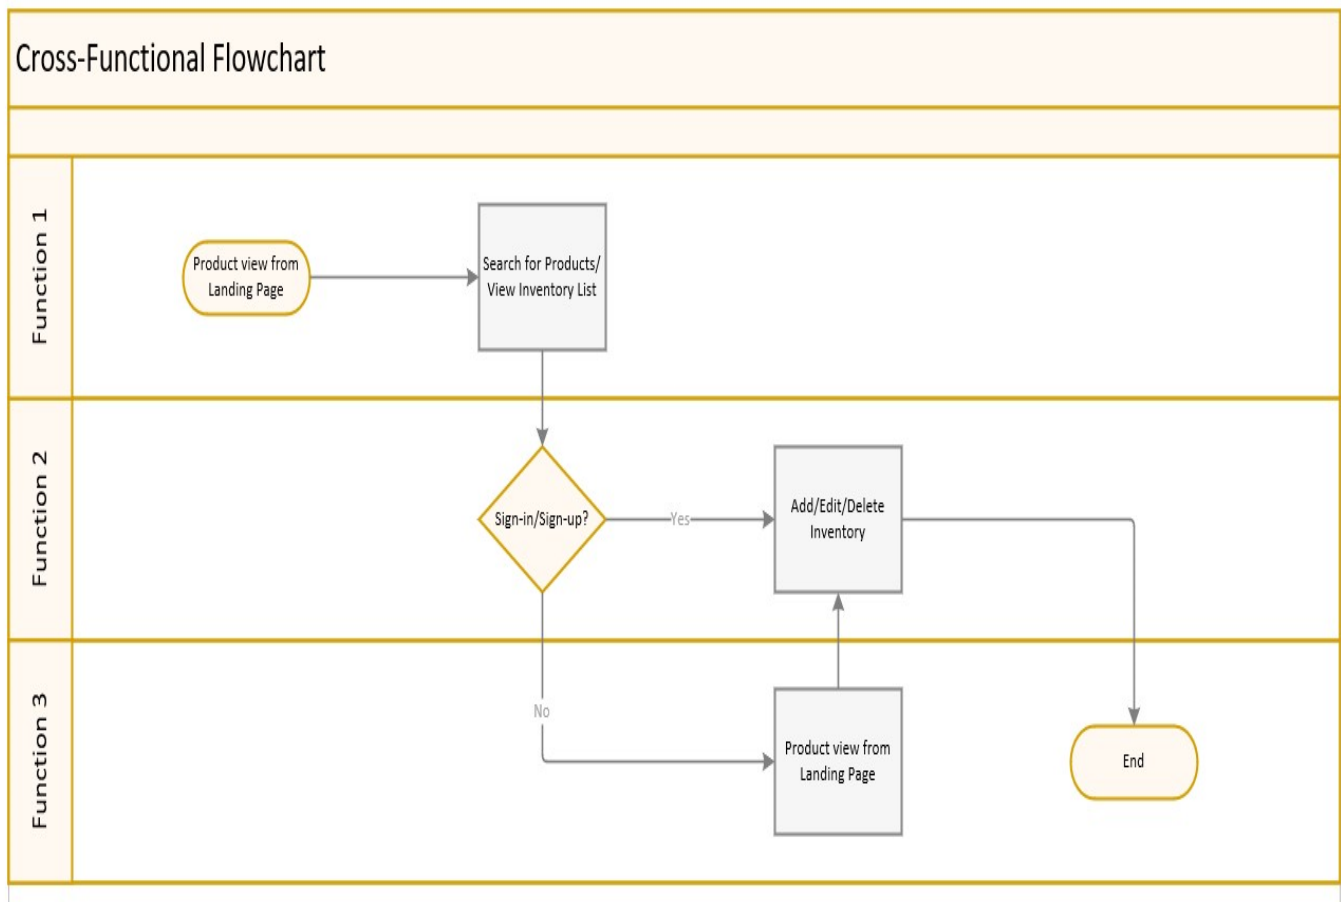 Cross-Functional Flowchart
Function 1
Product view from
Landing Page
Search for Products/
View Inventory List
Function 2
Sign-in/Sign-up?
Yes
Add/Edit/Delete
Inventory
Function 3
No
Product view from
Landing Page
End